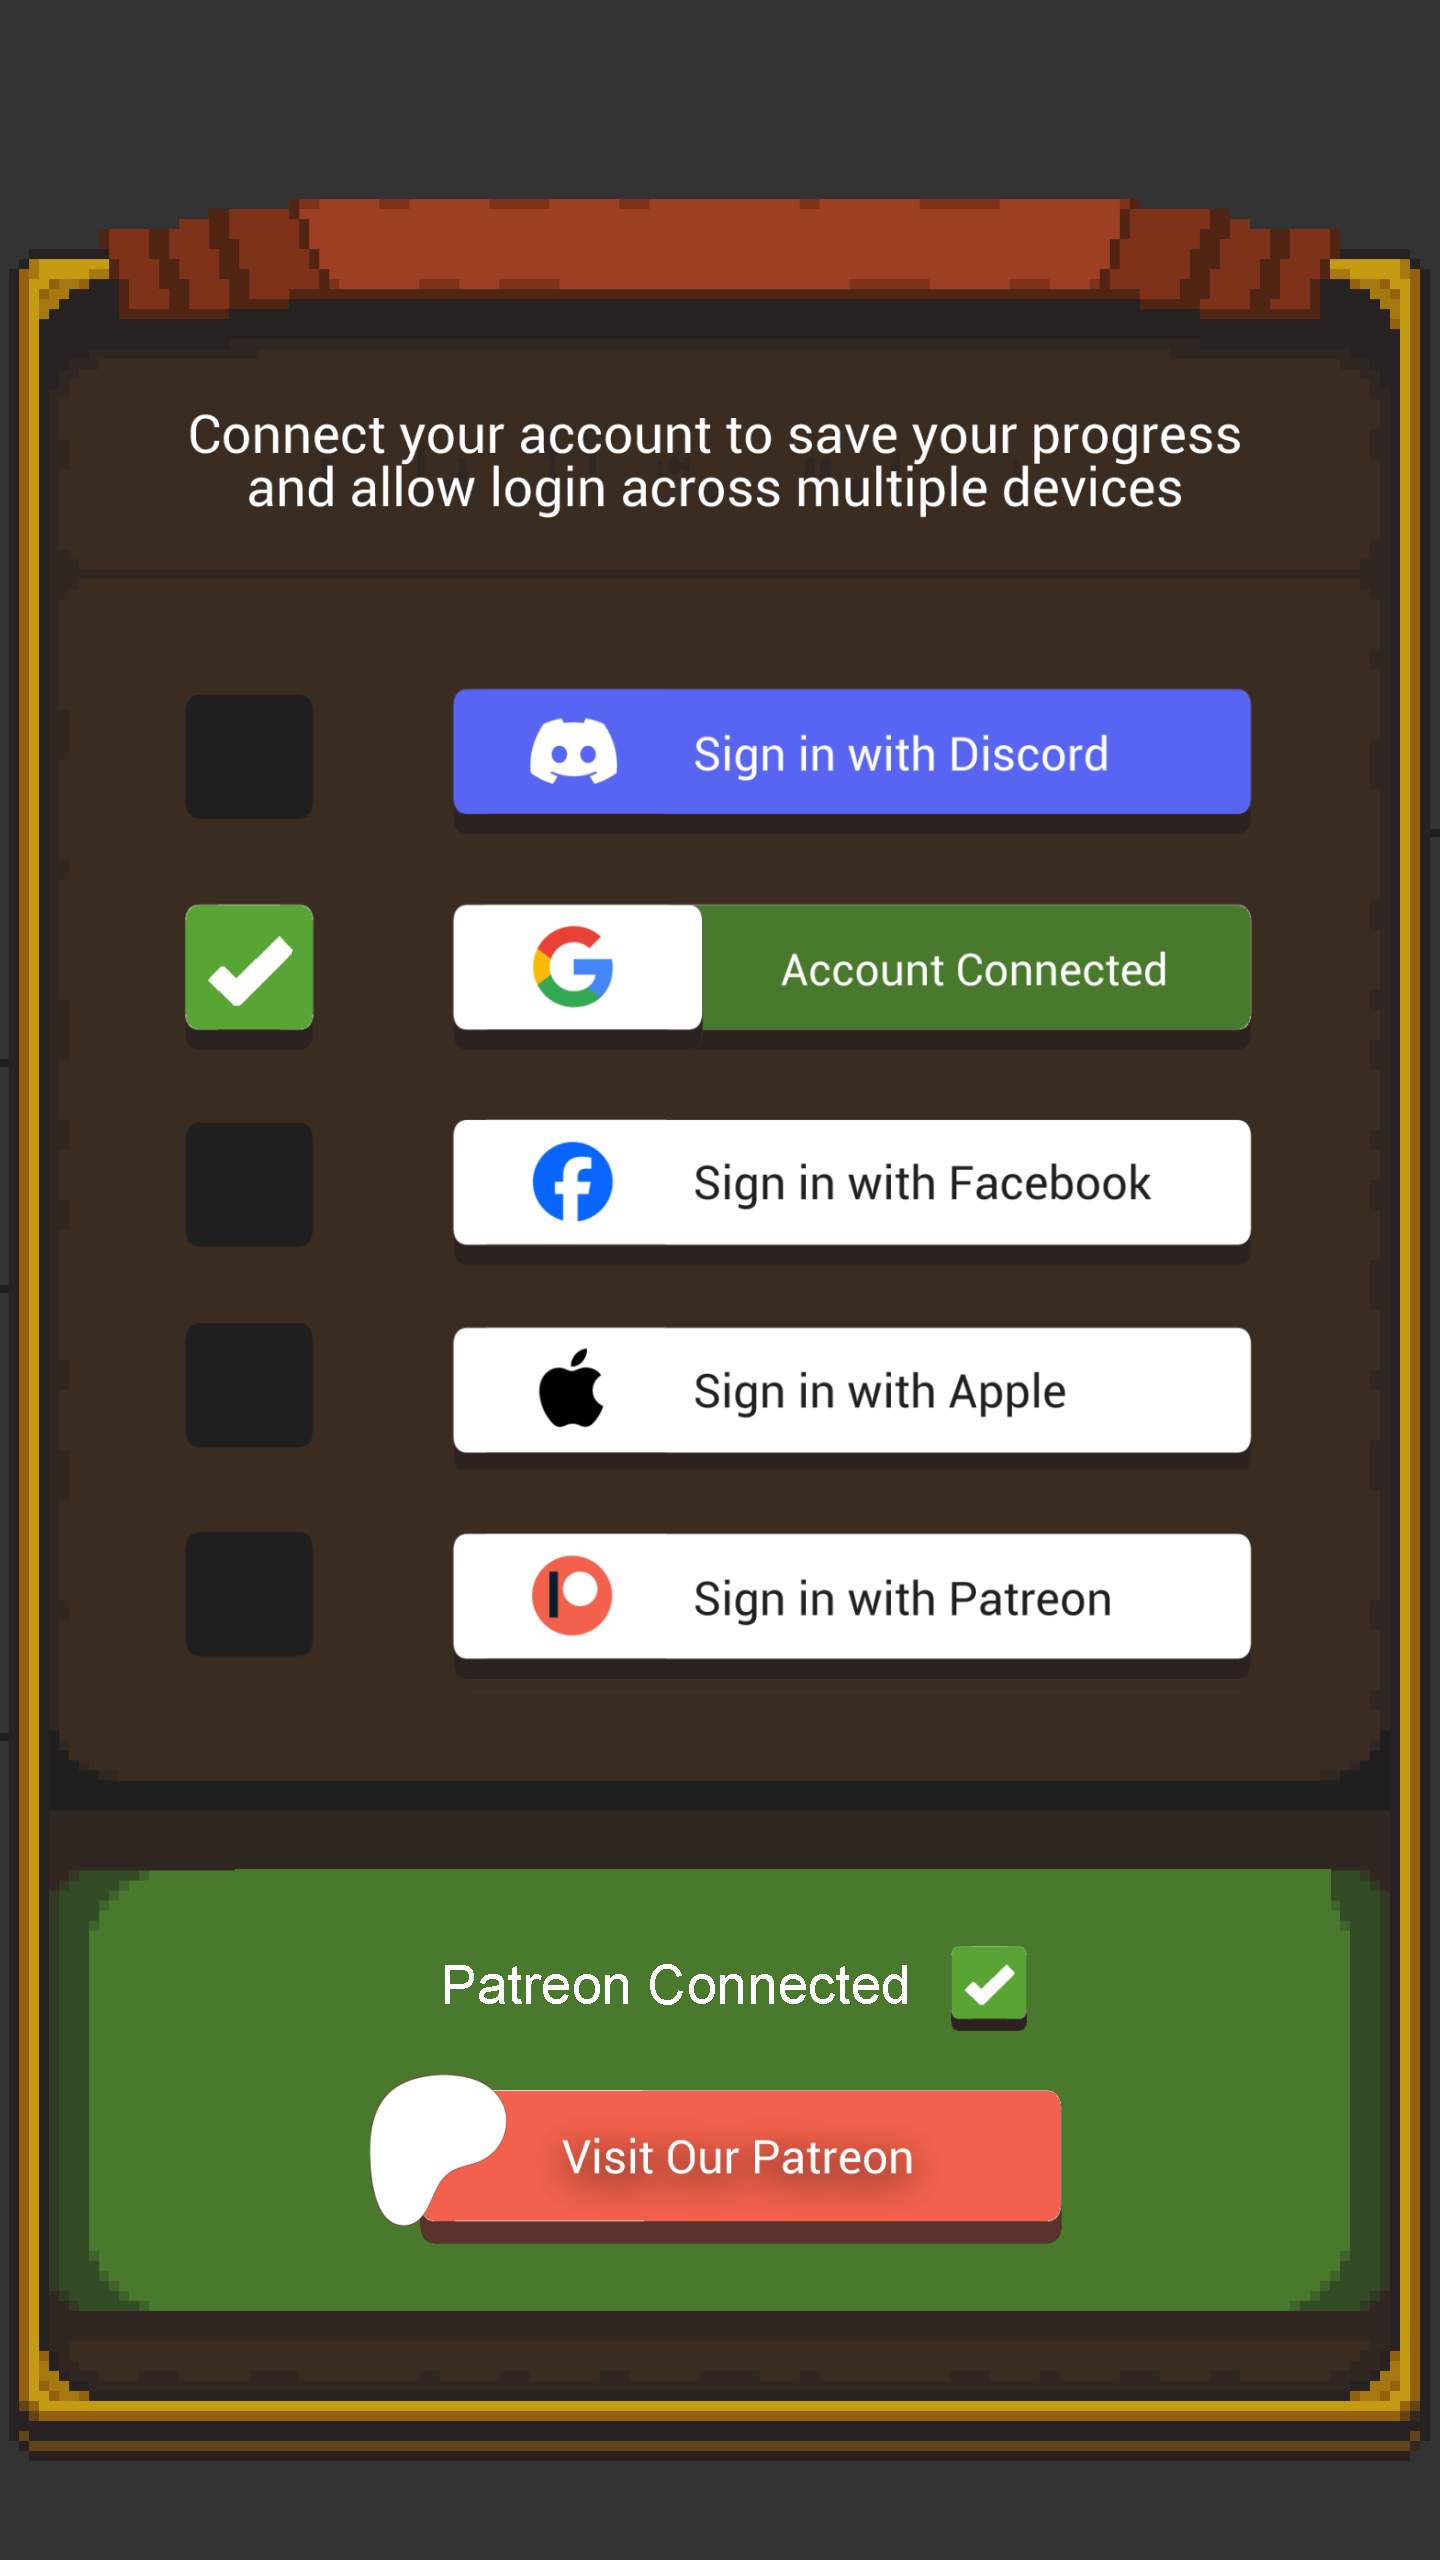 Connect your account to save your progress
and allow login across multiple devices
Sign in with Discord
Account Connected
Sign in with Facebook
Sign in with Apple
Sign in with Patreon
Patreon Connected
Visit Our Patreon